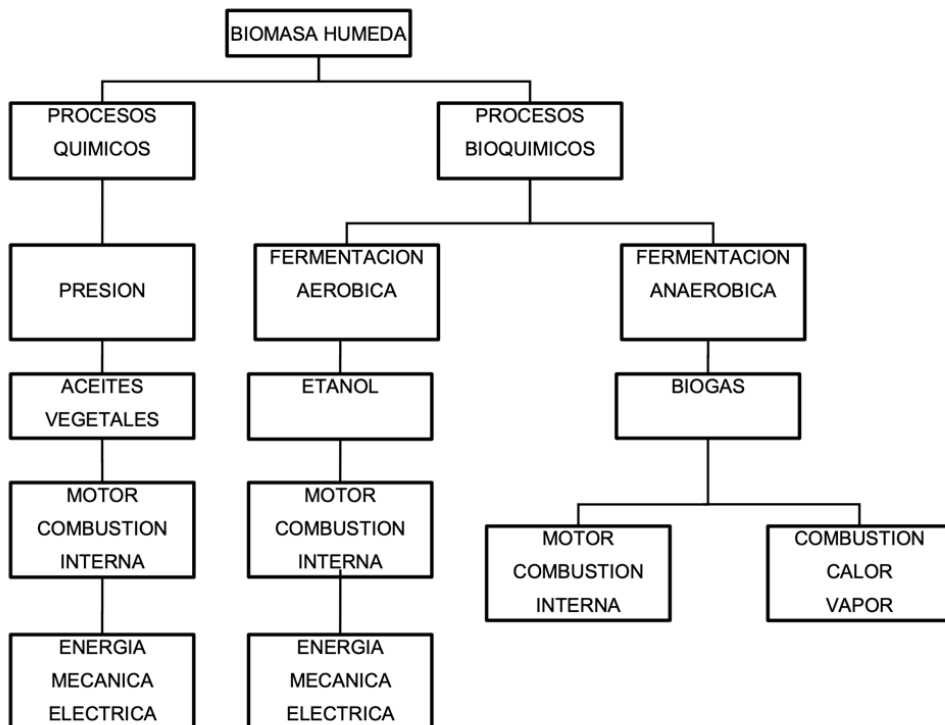 BIOMASA HUMEDA
PROCESOS
QUIMICOS
PROCESOS
BIOQUIMICOS
PRESION
FERMENTACION
AEROBICA
FERMENTACION
ANAEROBICA
ACEITES
VEGETALES
ETANOL
BIOGAS
MOTOR
COMBUSTION
INTERNA
MOTOR
COMBUSTION
INTERNA
MOTOR
COMBUSTION
INTERNA
COMBUSTION
CALOR
VAPOR
ENERGIA
MECANICA
ELECTRICA
ENERGIA
MECANICA
ELECTRICA